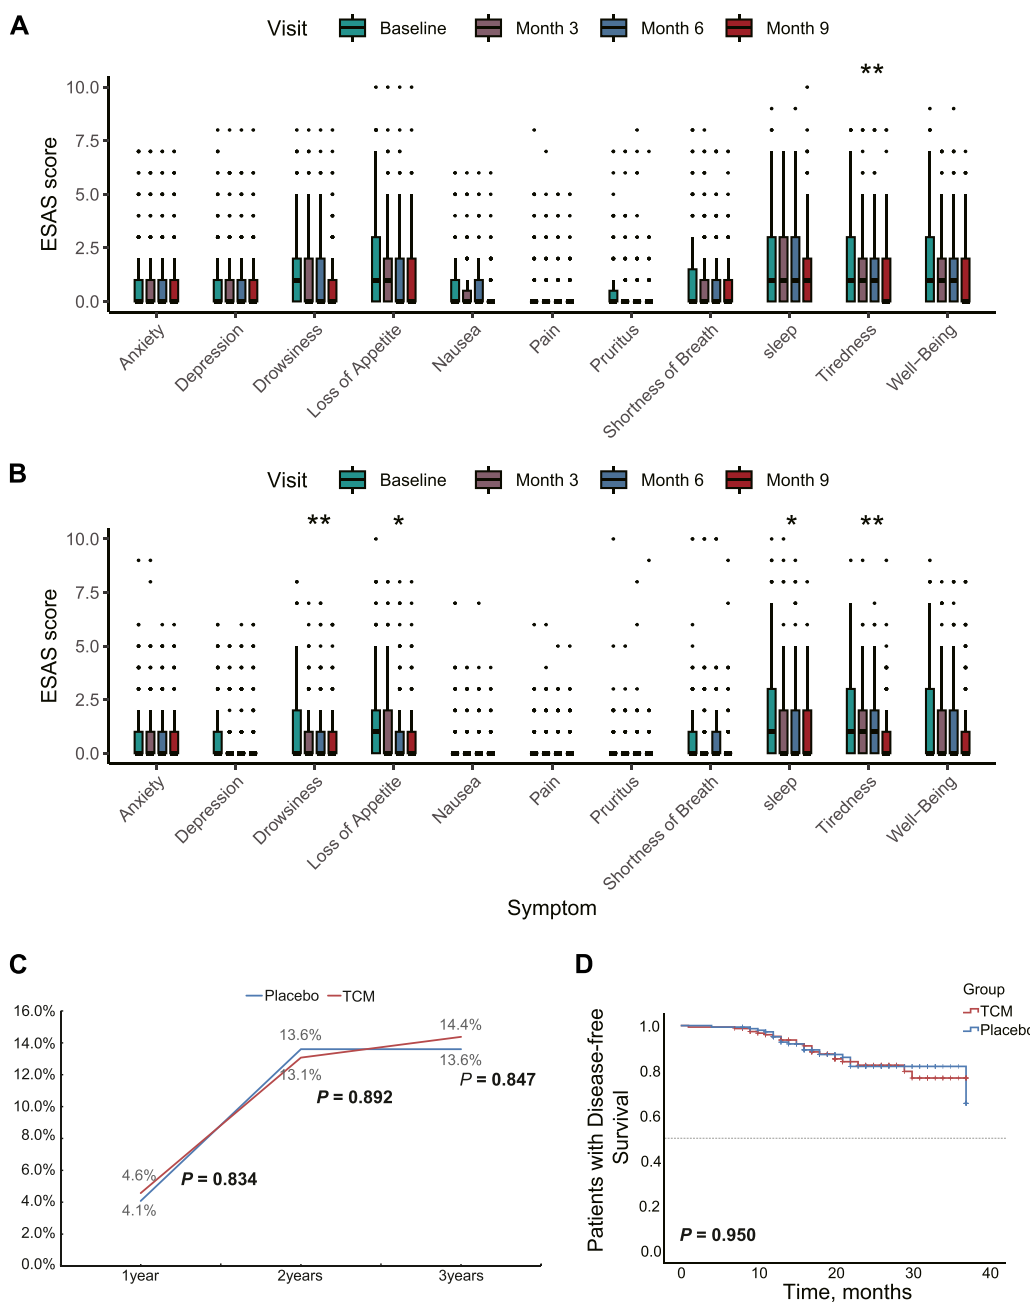 A
Visit Baseline Month 3 Month 6 Month 9
**
ESAS score
10.0
7.5
5.0
2.5
0.0
Anxiety
Depression
Drowsiness
Loss of Appetite
Nausea
Pain
Pruritus
Shortness of Breath
sleep
Tiredness
Well−Being
B
Visit Baseline Month 3 Month 6 Month 9
** * * **
ESAS score
10.0
7.5
5.0
2.5
0.0
Anxiety
Depression
Drowsiness
Loss of Appetite
Nausea
Pain
Pruritus
Shortness of Breath
sleep
Tiredness
Well−Being
Symptom
C
Placebo TCM
16.0%
14.0%
12.0%
10.0%
8.0%
6.0%
4.0%
2.0%
0.0%
4.6%
4.1%
P = 0.834
13.6%
13.1%
P = 0.892
14.4%
13.6%
P = 0.847
1year 2years 3years
D
Group
TCM
Placebo
Patients with Disease-free
Survival
1.0
0.8
0.6
0.4
0.2
0.0
P = 0.950
0 10 20 30 40
Time, months